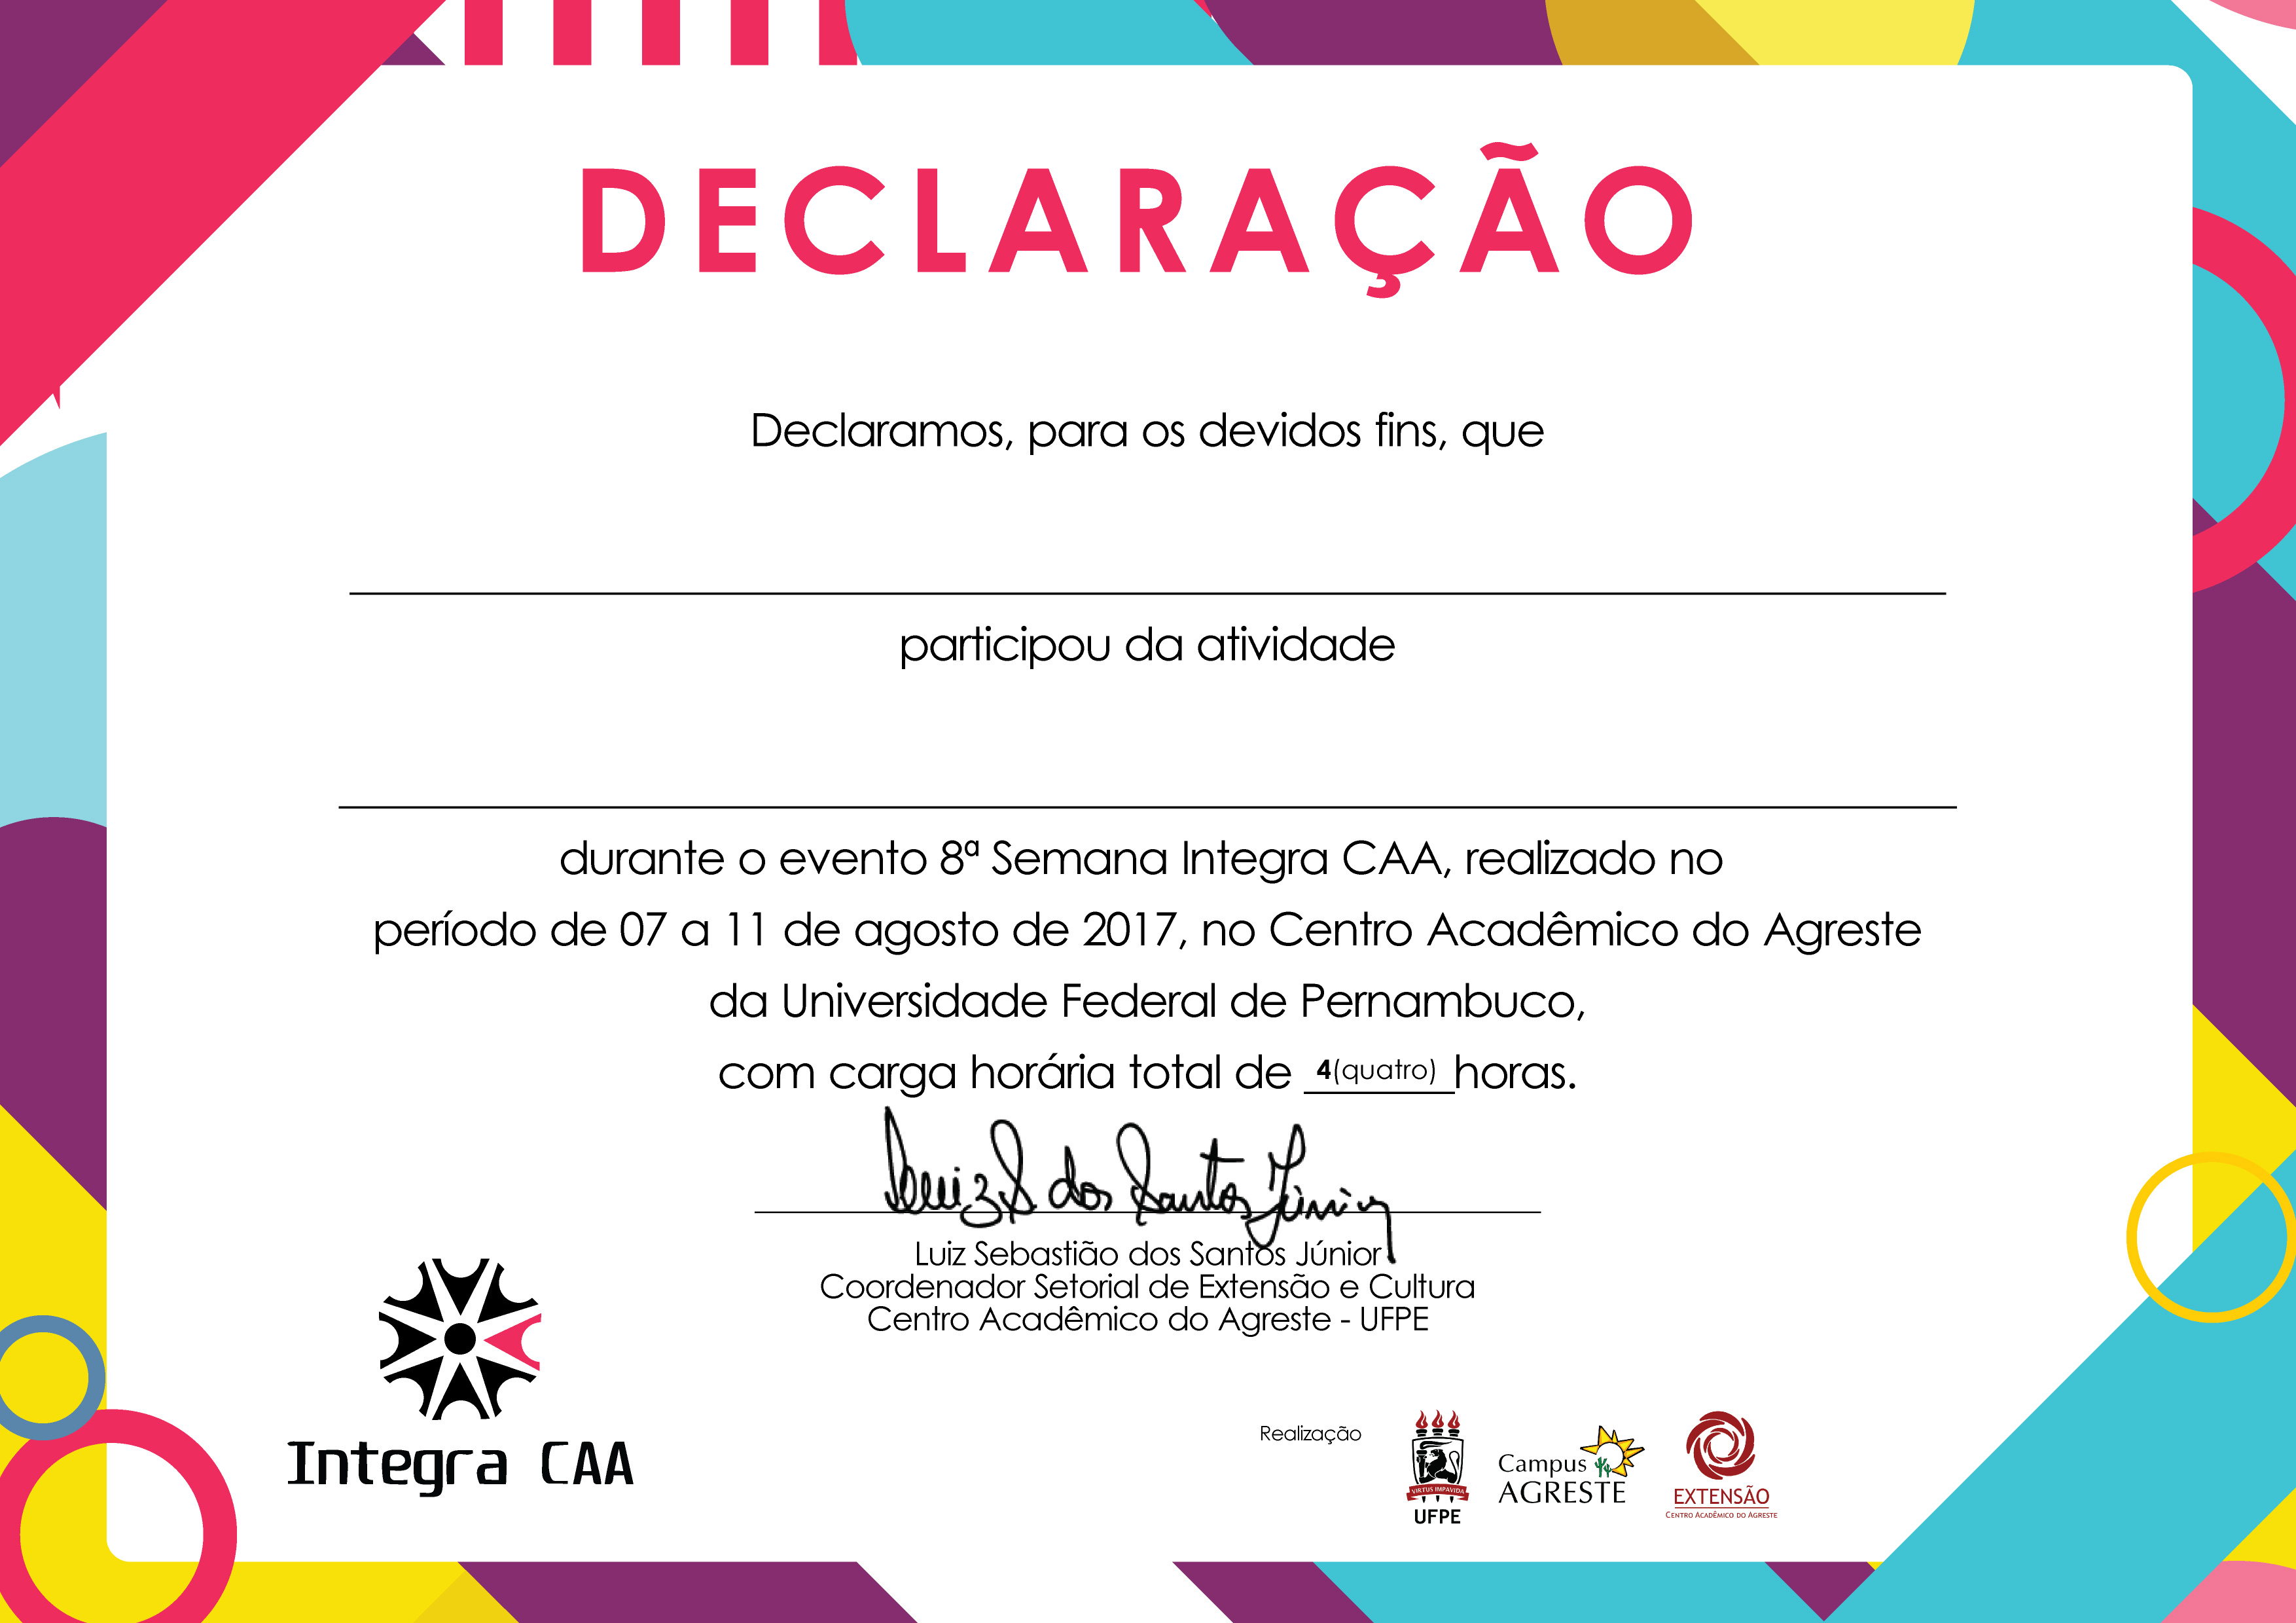 DECLARAÇÃO
Declaramos, para os devidos fins, que
participou da atividade
durante o evento 8ª Semana Integra CAA, realizado no
período de 07 a 11 de agosto de 2017, no Centro Acadêmico do Agreste
da Universidade Federal de Pernambuco,
com carga horária total de 4(quatro) horas.
Luiz S dos Santos Júnior
Luiz Sebastião dos Santos Júnior
Coordenador Setorial de Extensão e Cultura
Centro Acadêmico do Agreste - UFPE
Integra CAA
Realização
VIRTUS IMPAVIDA
UFPE
Campus
AGRESTE
EXTENSÃO
CENTRO ACADÊMICO DO AGRESTE